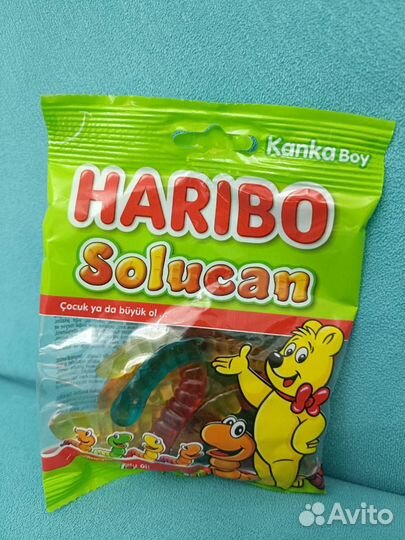 Kanka Boy
HARIBO
Solucan
Çocuk ya da büyük ol
Avito